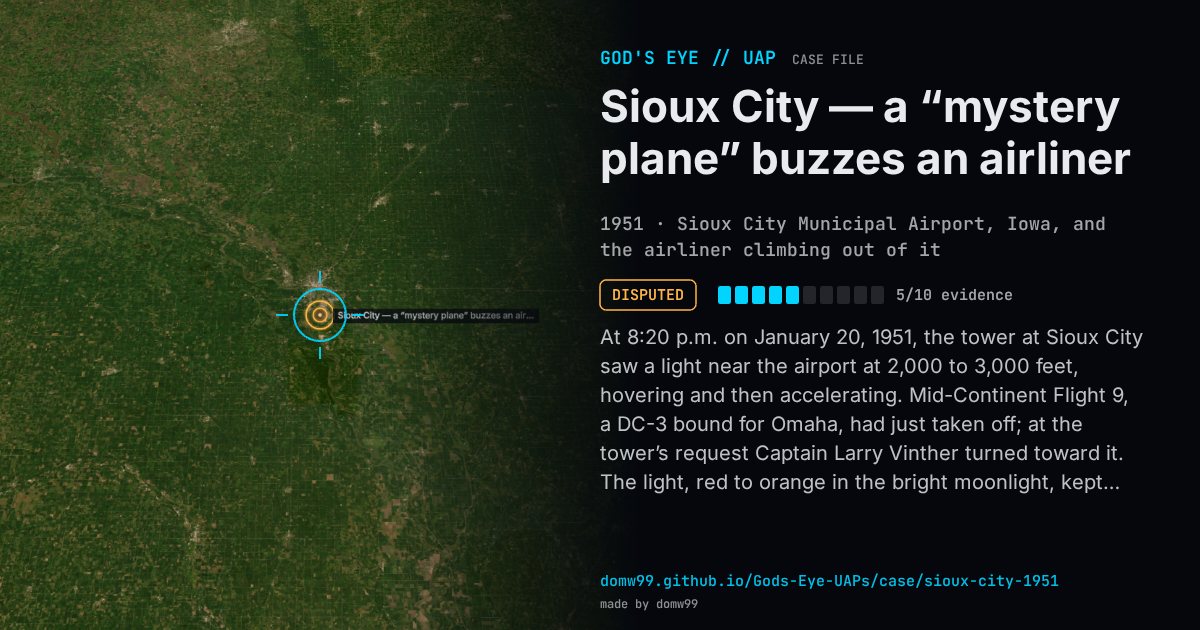 GOD'S EYE // UAP CASE FILE
Sioux City — a “mystery
plane” buzzes an airliner
1951 · Sioux City Municipal Airport, Iowa, and
the airliner climbing out of it
DISPUTED 5/10 evidence
At 8:20 p.m. on January 20, 1951, the tower at Sioux City
saw a light near the airport at 2,000 to 3,000 feet,
hovering and then accelerating. Mid-Continent Flight 9,
a DC-3 bound for Omaha, had just taken off; at the
tower’s request Captain Larry Vinther turned toward it.
The light, red to orange in the bright moonlight, kept…
Sioux City — a “mystery plane” buzzes an air…
domw99.github.io/Gods-Eye-UAPs/case/sioux-city-1951
made by domw99